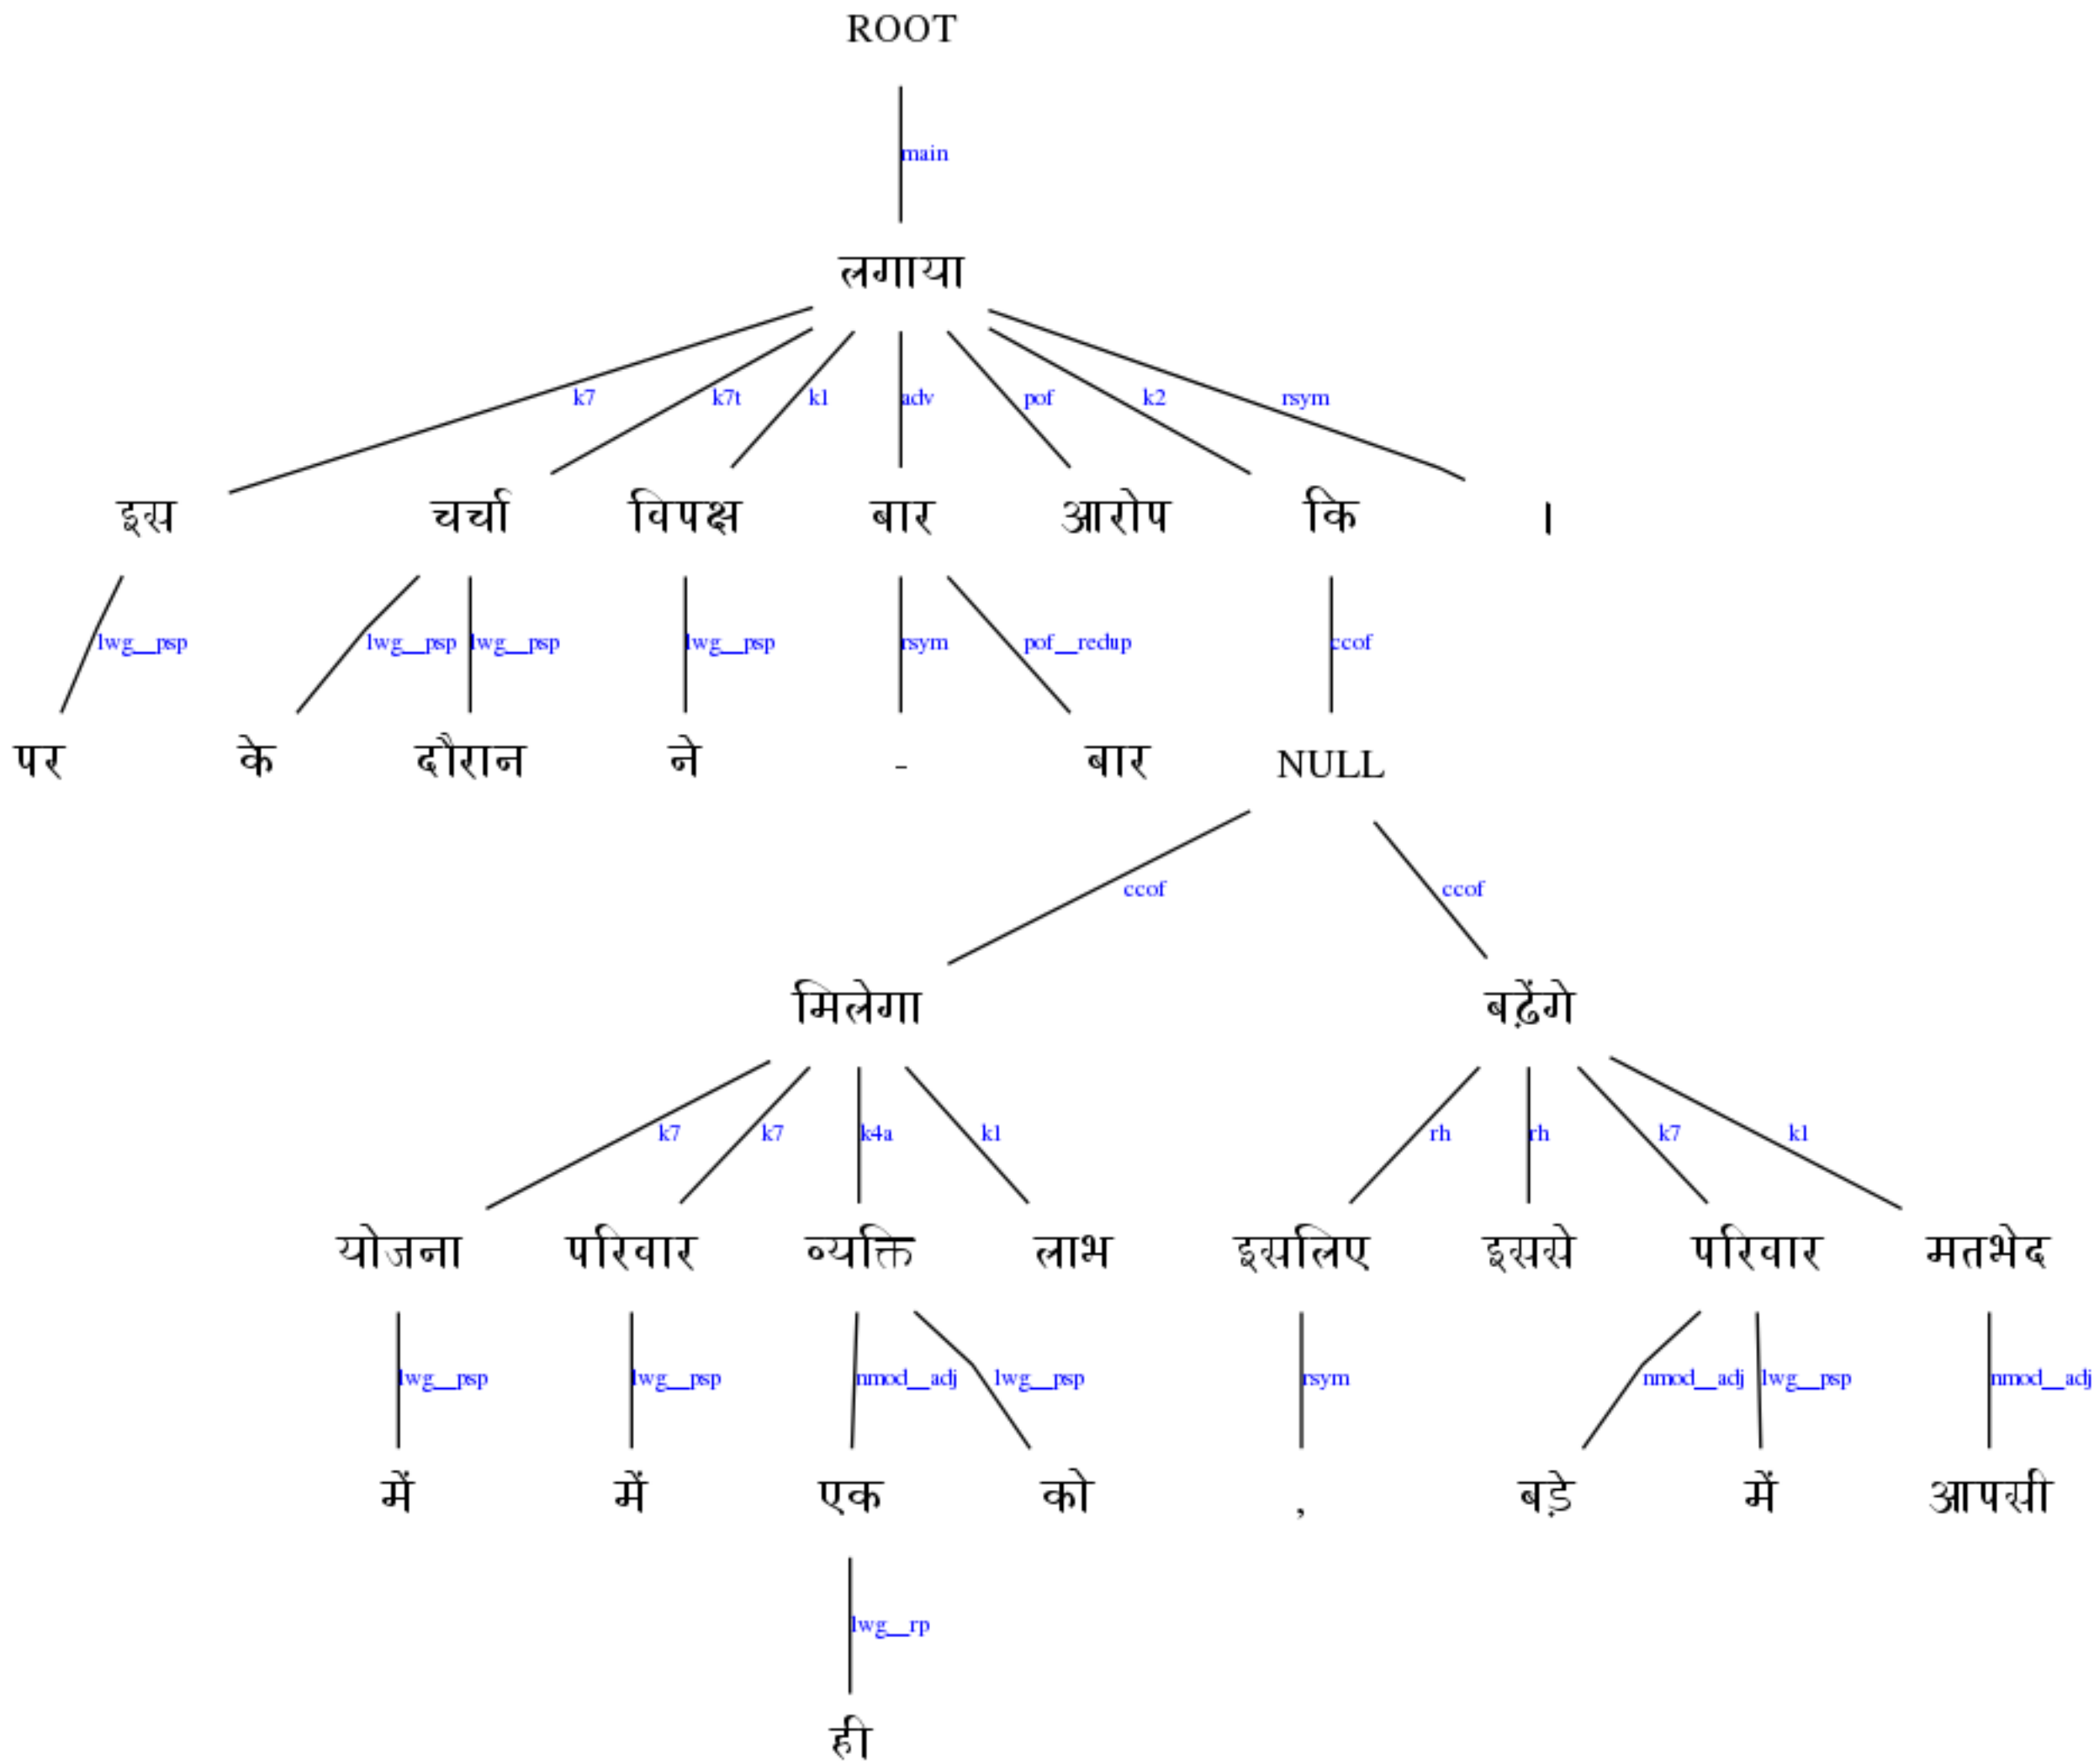 ROOT
main
लगाया
k7 k7t k1 adv pof k2 rsym
इस चर्चा विपक्ष बार आरोप कि ।
lwg__psp lwg__psp lwg__psp lwg__psp rsym pof__redup ccof
पर के दौरान ने - बार NULL
ccof ccof
मिलेगा बढ़ेंगे
k7 k7 k4a k1 rh rh k7 k1
योजना परिवार व्यक्ति लाभ इसलिए इससे परिवार मतभेद
lwg__psp lwg__psp nmod__adj lwg__psp rsym nmod__adj lwg__psp nmod__adj
में में एक को , बड़े में आपसी
lwg__rp
ही